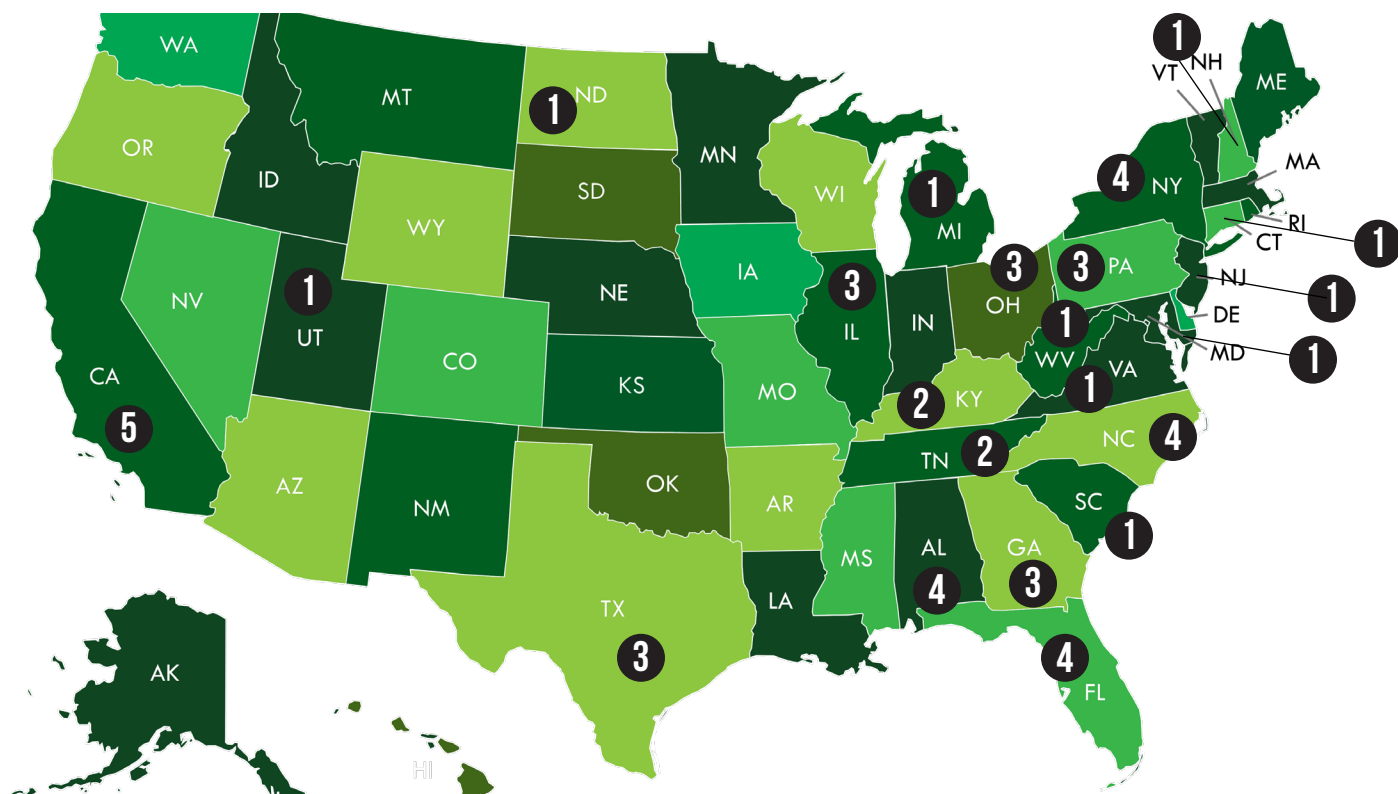 1
WA
VT
NH
ME
MT
1
ND
OR
MN
MA
ID
SD
WI
1
4
NY
WY
MI
RI
CT
1
IA
3
3
PA
NV
1
NE
3
OH
NJ
1
UT
IN
IL
1
DE
CO
WV
MD
1
CA
KS
MO
VA
1
2
KY
5
NC
4
TN
2
AZ
OK
AR
SC
NM
1
MS
AL
GA
4
3
LA
TX
3
4
AK
FL
HI